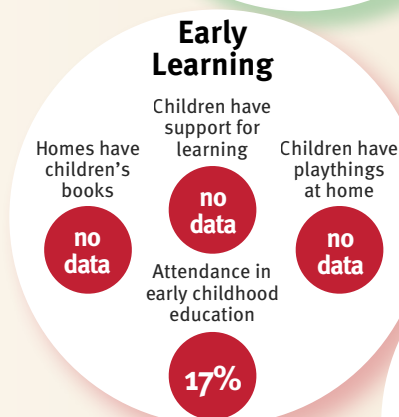 Early
Learning
Children have
support for
learning
no
data
Homes have
children's
books
no
data
Children have
playthings
at home
no
data
Attendance in
early childhood
education
17%